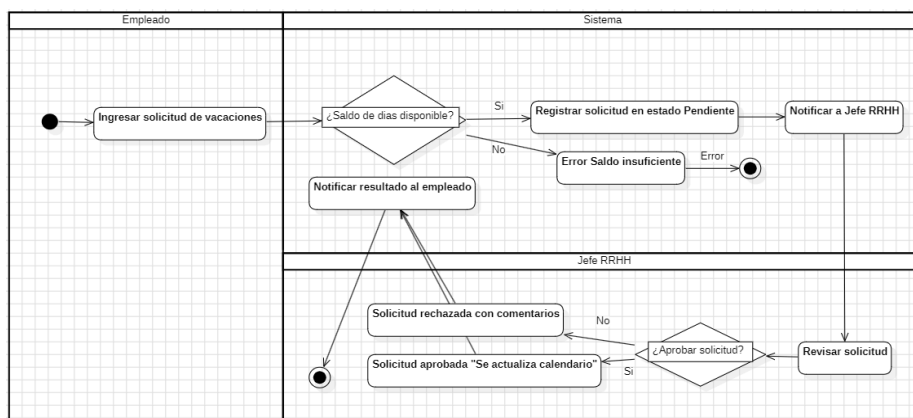 Empleado
Sistema
Ingresar solicitud de vacaciones
¿Saldo de dias disponible?
Si
Registrar solicitud en estado Pendiente
Notificar a Jefe RRHH
No
Error Saldo insuficiente
Error
Notificar resultado al empleado
Jefe RRHH
Solicitud rechazada con comentarios
No
¿Aprobar solicitud?
Revisar solicitud
Solicitud aprobada "Se actualiza calendario"
Si